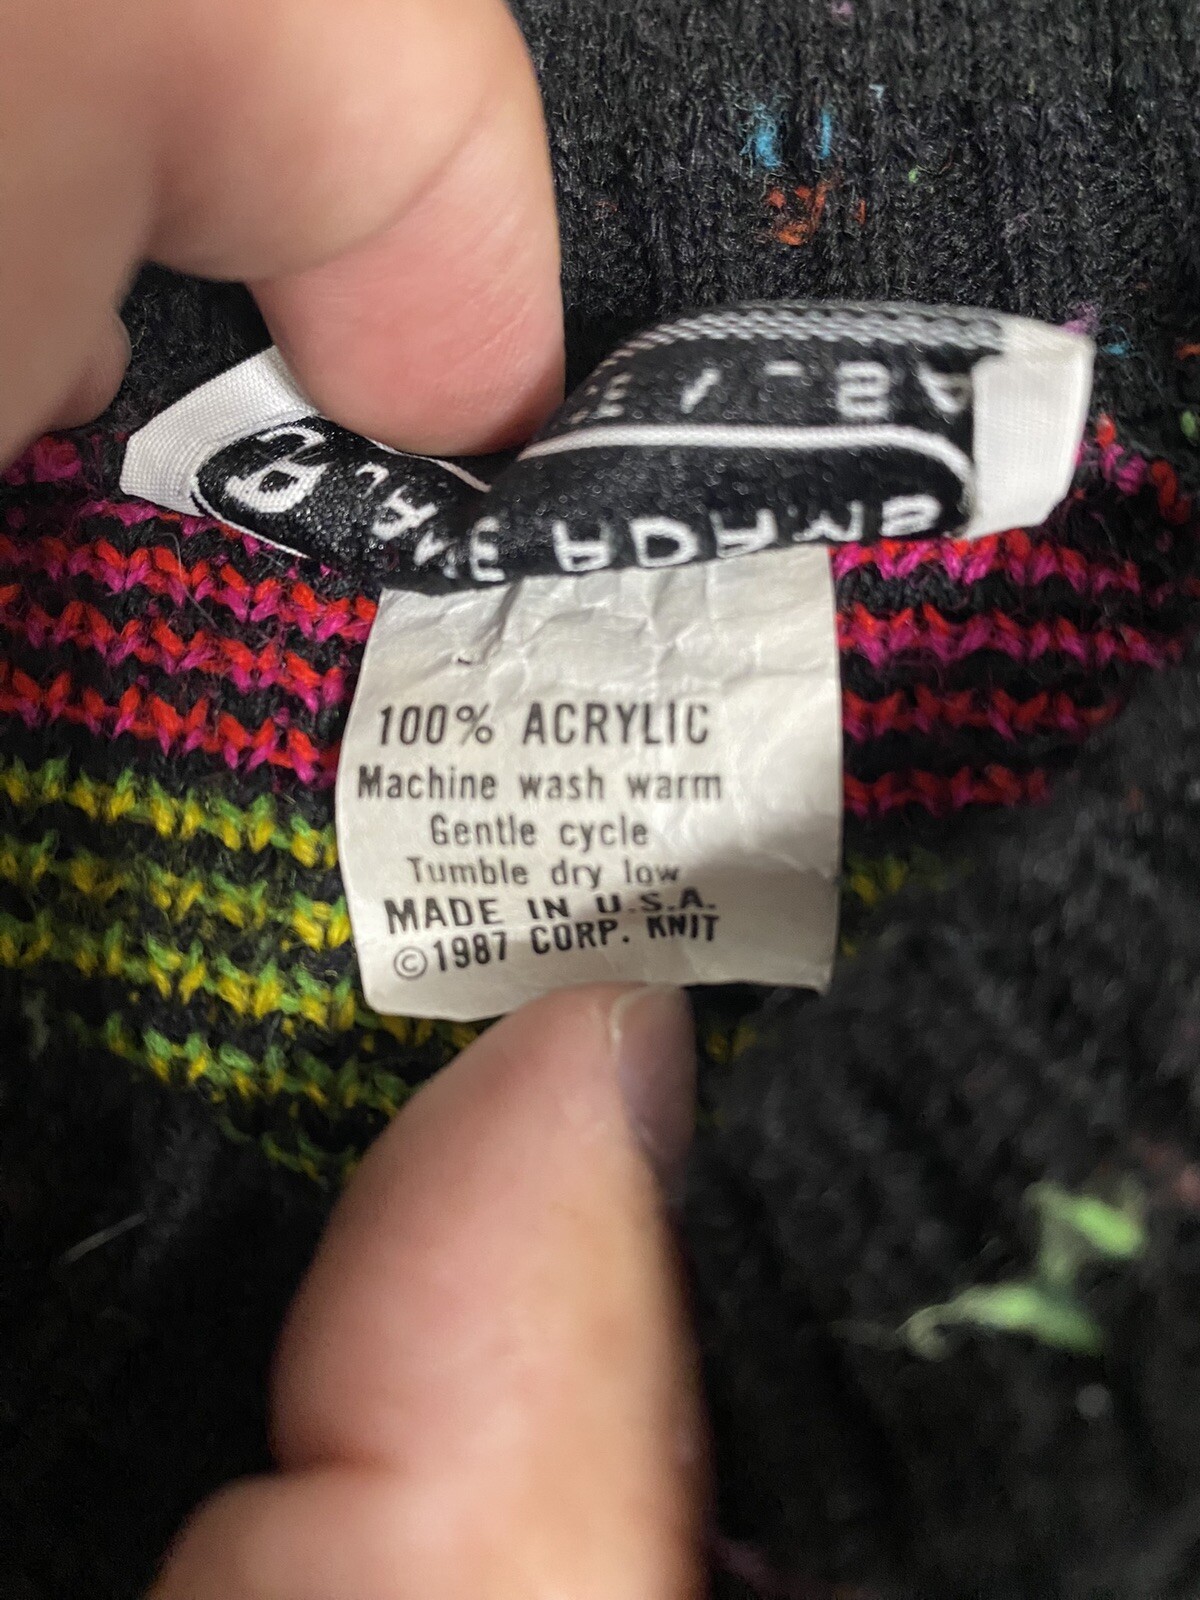 100% ACRYLIC
Machine wash warm
Gentle cycle
Tumble dry low
MADE IN U.S.A.
©1987 CORP. KNIT